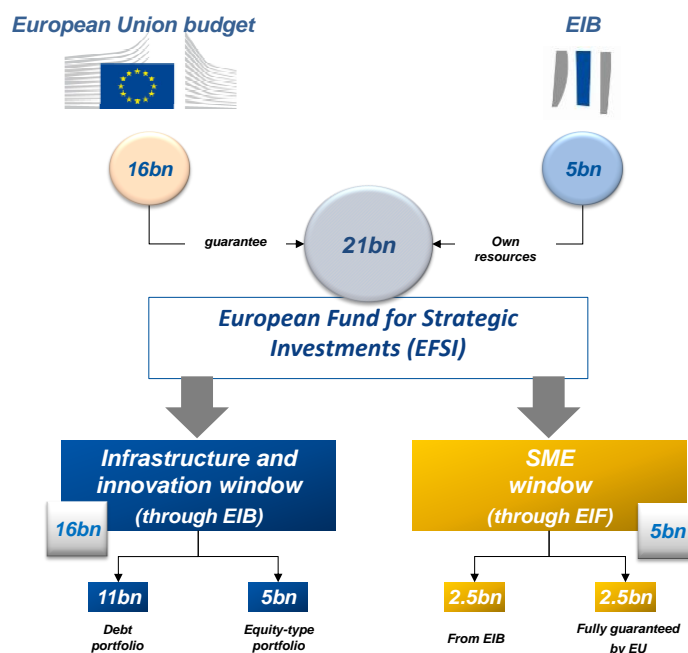 European Union budget
EIB
16bn
5bn
guarantee
21bn
Own
resources
European Fund for Strategic
Investments (EFSI)
Infrastructure and
innovation window
(through EIB)
16bn
SME
window
(through EIF)
5bn
11bn
5bn
2.5bn
2.5bn
Debt
portfolio
Equity-type
portfolio
From EIB
Fully guaranteed
by EU